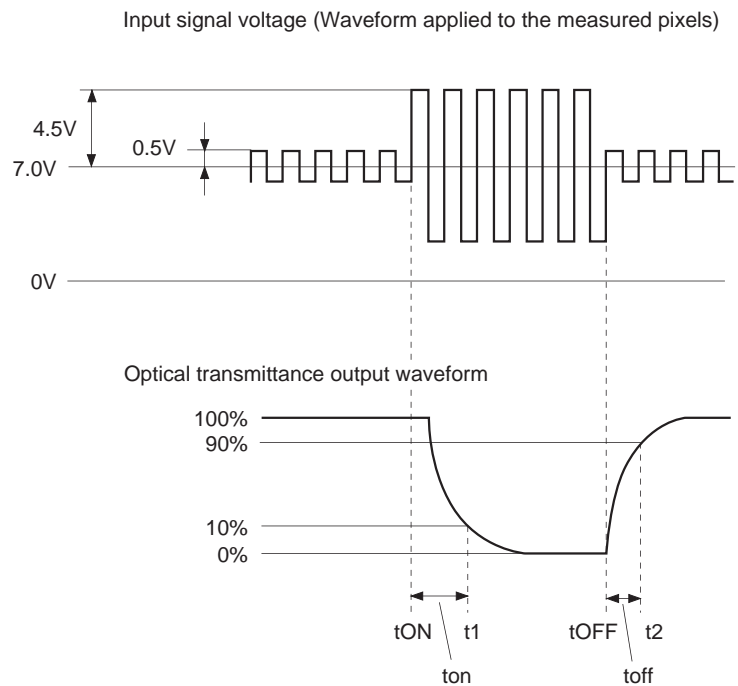 Input signal voltage (Waveform applied to the measured pixels)
4.5V
0.5V
7.0V
0V
Optical transmittance output waveform
100%
90%
10%
0%
tON t1 tOFF t2
ton toff